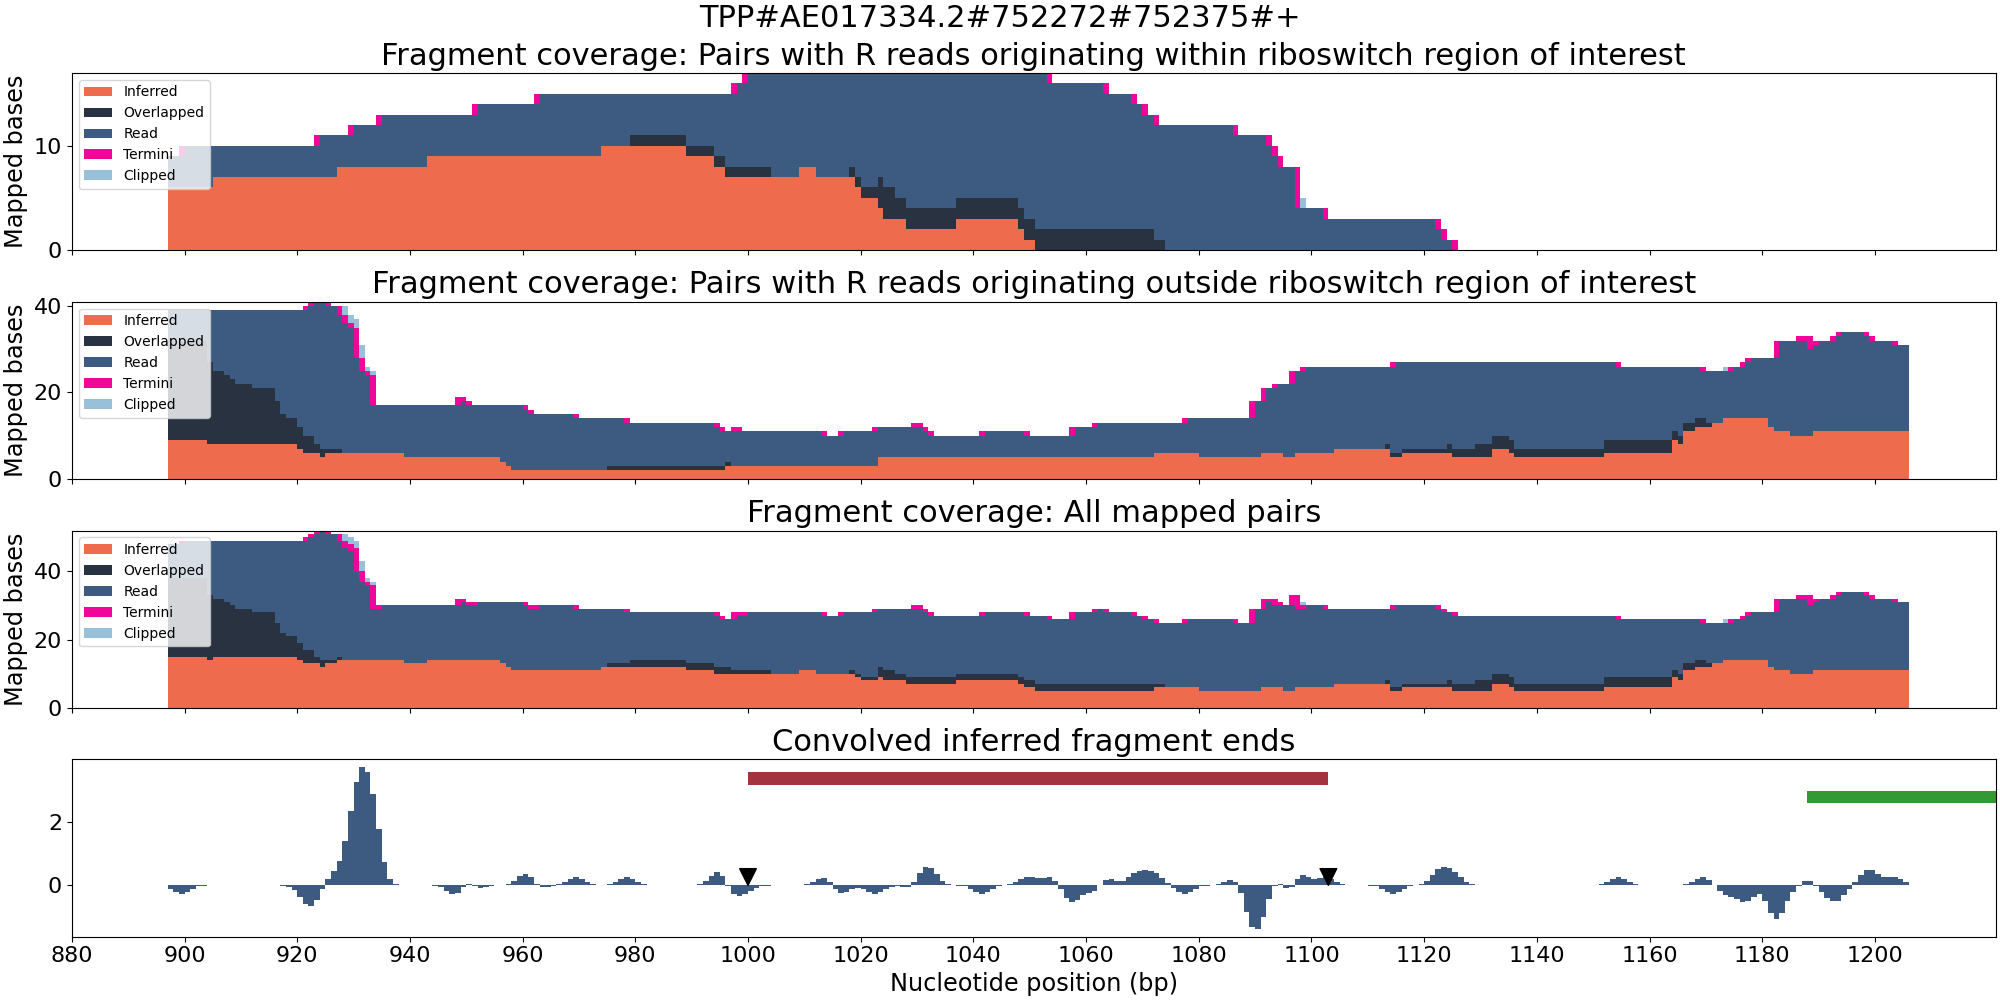 TPP#AE017334.2#752272#752375#+
Fragment coverage: Pairs with R reads originating within riboswitch region of interest
Mapped bases
10
0
Inferred
Overlapped
Read
Termini
Clipped
Fragment coverage: Pairs with R reads originating outside riboswitch region of interest
Mapped bases
40
20
0
Inferred
Overlapped
Read
Termini
Clipped
Fragment coverage: All mapped pairs
Mapped bases
40
20
0
Inferred
Overlapped
Read
Termini
Clipped
Convolved inferred fragment ends
2
0
880 900 920 940 960 980 1000 1020 1040 1060 1080 1100 1120 1140 1160 1180 1200
Nucleotide position (bp)